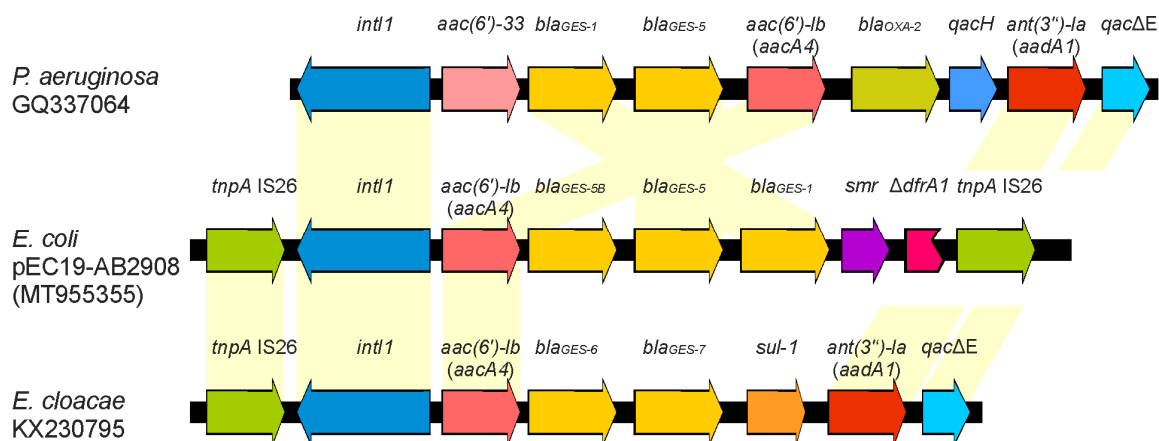 intI1 aac(6')-33 blaGES-1 blaGES-5 aac(6')-Ib blaOXA-2 qacH ant(3")-Ia qacΔE
(aacA4) (aadA1)
P. aeruginosa
GQ337064
tnpA IS26 intI1 aac(6')-Ib blaGES-5B blaGES-5 blaGES-1 smr ΔdfrA1 tnpA IS26
(aacA4)
E. coli
pEC19-AB2908
(MT955355)
tnpA IS26 intI1 aac(6')-Ib blaGES-6 blaGES-7 sul-1 ant(3")-Ia qacΔE
(aacA4) (aadA1)
E. cloacae
KX230795